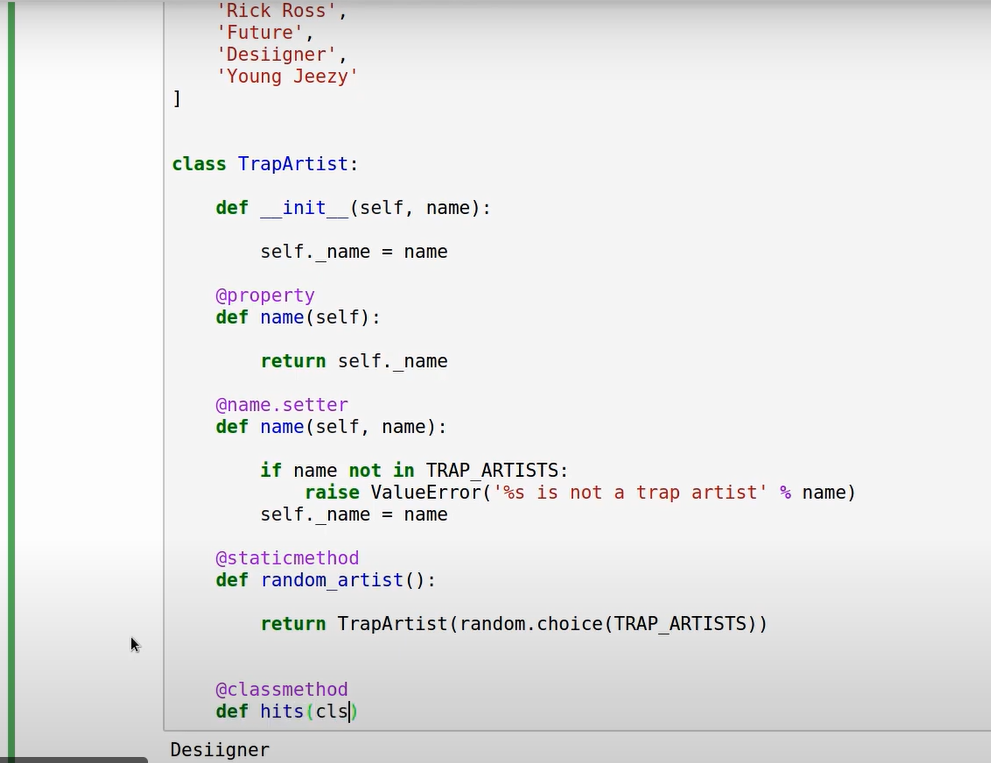 'Rick Ross',
'Future',
'Desiigner',
'Young Jeezy'
]
class TrapArtist:
def __init__(self, name):
self._name = name
@property
def name(self):
return self._name
@name.setter
def name(self, name):
if name not in TRAP_ARTISTS:
raise ValueError('%s is not a trap artist' % name)
self._name = name
@staticmethod
def random_artist():
return TrapArtist(random.choice(TRAP_ARTISTS))
@classmethod
def hits(cls)
Desiigner